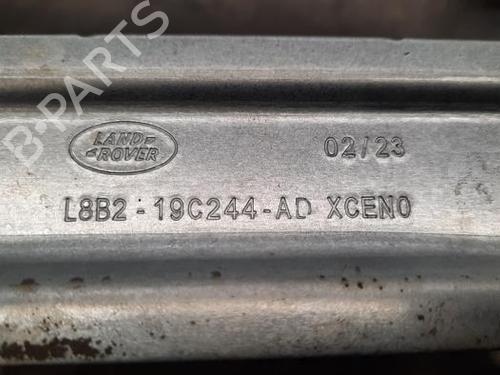 B-PARTS
LAND-
-ROVER
02/23
L8B2-19C244-AD XCEN0